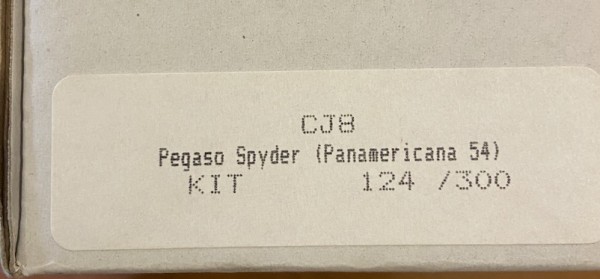 CJ8
Pegaso Spyder (Panamericana 54)
KIT 124 /300